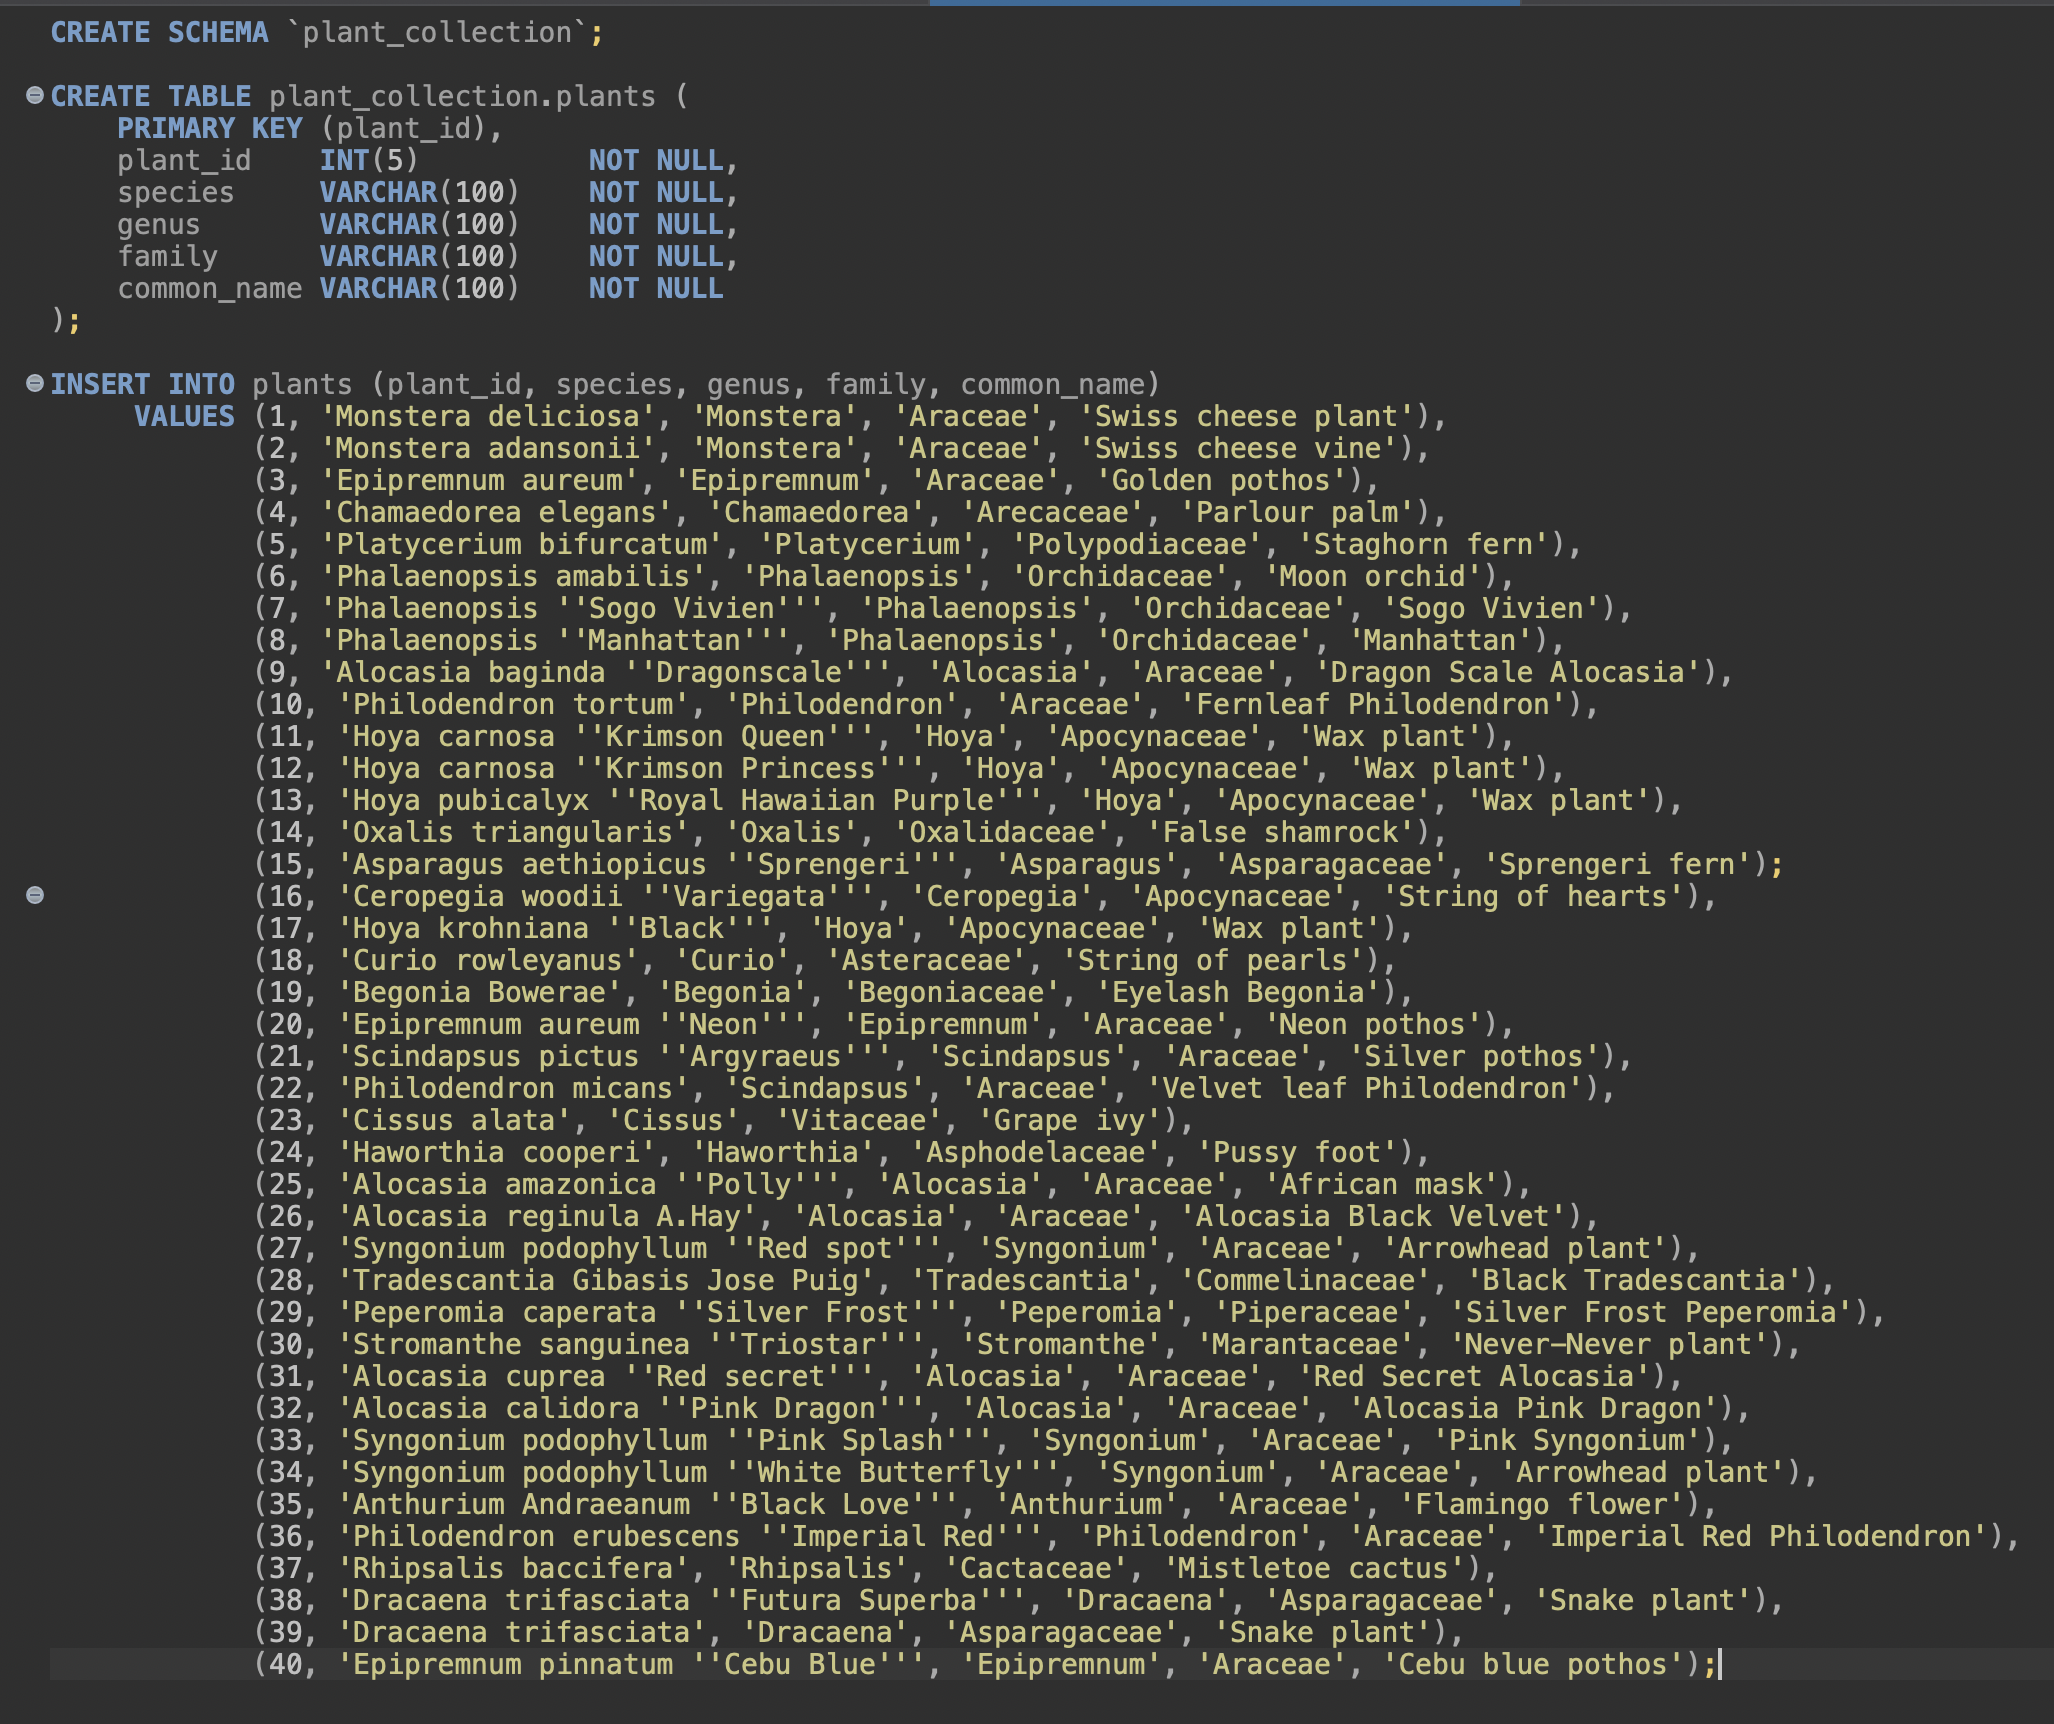 CREATE SCHEMA `plant_collection`;
CREATE TABLE plant_collection.plants (
PRIMARY KEY (plant_id),
plant_id INT(5) NOT NULL,
species VARCHAR(100) NOT NULL,
genus VARCHAR(100) NOT NULL,
family VARCHAR(100) NOT NULL,
common_name VARCHAR(100) NOT NULL
);
INSERT INTO plants (plant_id, species, genus, family, common_name)
VALUES (1, 'Monstera deliciosa', 'Monstera', 'Araceae', 'Swiss cheese plant'),
(2, 'Monstera adansonii', 'Monstera', 'Araceae', 'Swiss cheese vine'),
(3, 'Epipremnum aureum', 'Epipremnum', 'Araceae', 'Golden pothos'),
(4, 'Chamaedorea elegans', 'Chamaedorea', 'Arecaceae', 'Parlour palm'),
(5, 'Platycerium bifurcatum', 'Platycerium', 'Polypodiaceae', 'Staghorn fern'),
(6, 'Phalaenopsis amabilis', 'Phalaenopsis', 'Orchidaceae', 'Moon orchid'),
(7, 'Phalaenopsis ''Sogo Vivien''', 'Phalaenopsis', 'Orchidaceae', 'Sogo Vivien'),
(8, 'Phalaenopsis ''Manhattan''', 'Phalaenopsis', 'Orchidaceae', 'Manhattan'),
(9, 'Alocasia baginda ''Dragonscale''', 'Alocasia', 'Araceae', 'Dragon Scale Alocasia'),
(10, 'Philodendron tortum', 'Philodendron', 'Araceae', 'Fernleaf Philodendron'),
(11, 'Hoya carnosa ''Krimson Queen''', 'Hoya', 'Apocynaceae', 'Wax plant'),
(12, 'Hoya carnosa ''Krimson Princess''', 'Hoya', 'Apocynaceae', 'Wax plant'),
(13, 'Hoya pubicalyx ''Royal Hawaiian Purple''', 'Hoya', 'Apocynaceae', 'Wax plant'),
(14, 'Oxalis triangularis', 'Oxalis', 'Oxalidaceae', 'False shamrock'),
(15, 'Asparagus aethiopicus ''Sprengeri''', 'Asparagus', 'Asparagaceae', 'Sprengeri fern');
(16, 'Ceropegia woodii ''Variegata''', 'Ceropegia', 'Apocynaceae', 'String of hearts'),
(17, 'Hoya krohniana ''Black''', 'Hoya', 'Apocynaceae', 'Wax plant'),
(18, 'Curio rowleyanus', 'Curio', 'Asteraceae', 'String of pearls'),
(19, 'Begonia Bowerae', 'Begonia', 'Begoniaceae', 'Eyelash Begonia'),
(20, 'Epipremnum aureum ''Neon''', 'Epipremnum', 'Araceae', 'Neon pothos'),
(21, 'Scindapsus pictus ''Argyraeus''', 'Scindapsus', 'Araceae', 'Silver pothos'),
(22, 'Philodendron micans', 'Scindapsus', 'Araceae', 'Velvet leaf Philodendron'),
(23, 'Cissus alata', 'Cissus', 'Vitaceae', 'Grape ivy'),
(24, 'Haworthia cooperi', 'Haworthia', 'Asphodelaceae', 'Pussy foot'),
(25, 'Alocasia amazonica ''Polly''', 'Alocasia', 'Araceae', 'African mask'),
(26, 'Alocasia reginula A.Hay', 'Alocasia', 'Araceae', 'Alocasia Black Velvet'),
(27, 'Syngonium podophyllum ''Red spot''', 'Syngonium', 'Araceae', 'Arrowhead plant'),
(28, 'Tradescantia Gibasis Jose Puig', 'Tradescantia', 'Commelinaceae', 'Black Tradescantia'),
(29, 'Peperomia caperata ''Silver Frost''', 'Peperomia', 'Piperaceae', 'Silver Frost Peperomia'),
(30, 'Stromanthe sanguinea ''Triostar''', 'Stromanthe', 'Marantaceae', 'Never–Never plant'),
(31, 'Alocasia cuprea ''Red secret''', 'Alocasia', 'Araceae', 'Red Secret Alocasia'),
(32, 'Alocasia calidora ''Pink Dragon''', 'Alocasia', 'Araceae', 'Alocasia Pink Dragon'),
(33, 'Syngonium podophyllum ''Pink Splash''', 'Syngonium', 'Araceae', 'Pink Syngonium'),
(34, 'Syngonium podophyllum ''White Butterfly''', 'Syngonium', 'Araceae', 'Arrowhead plant'),
(35, 'Anthurium Andraeanum ''Black Love''', 'Anthurium', 'Araceae', 'Flamingo flower'),
(36, 'Philodendron erubescens ''Imperial Red''', 'Philodendron', 'Araceae', 'Imperial Red Philodendron'),
(37, 'Rhipsalis baccifera', 'Rhipsalis', 'Cactaceae', 'Mistletoe cactus'),
(38, 'Dracaena trifasciata ''Futura Superba''', 'Dracaena', 'Asparagaceae', 'Snake plant'),
(39, 'Dracaena trifasciata', 'Dracaena', 'Asparagaceae', 'Snake plant'),
(40, 'Epipremnum pinnatum ''Cebu Blue''', 'Epipremnum', 'Araceae', 'Cebu blue pothos');